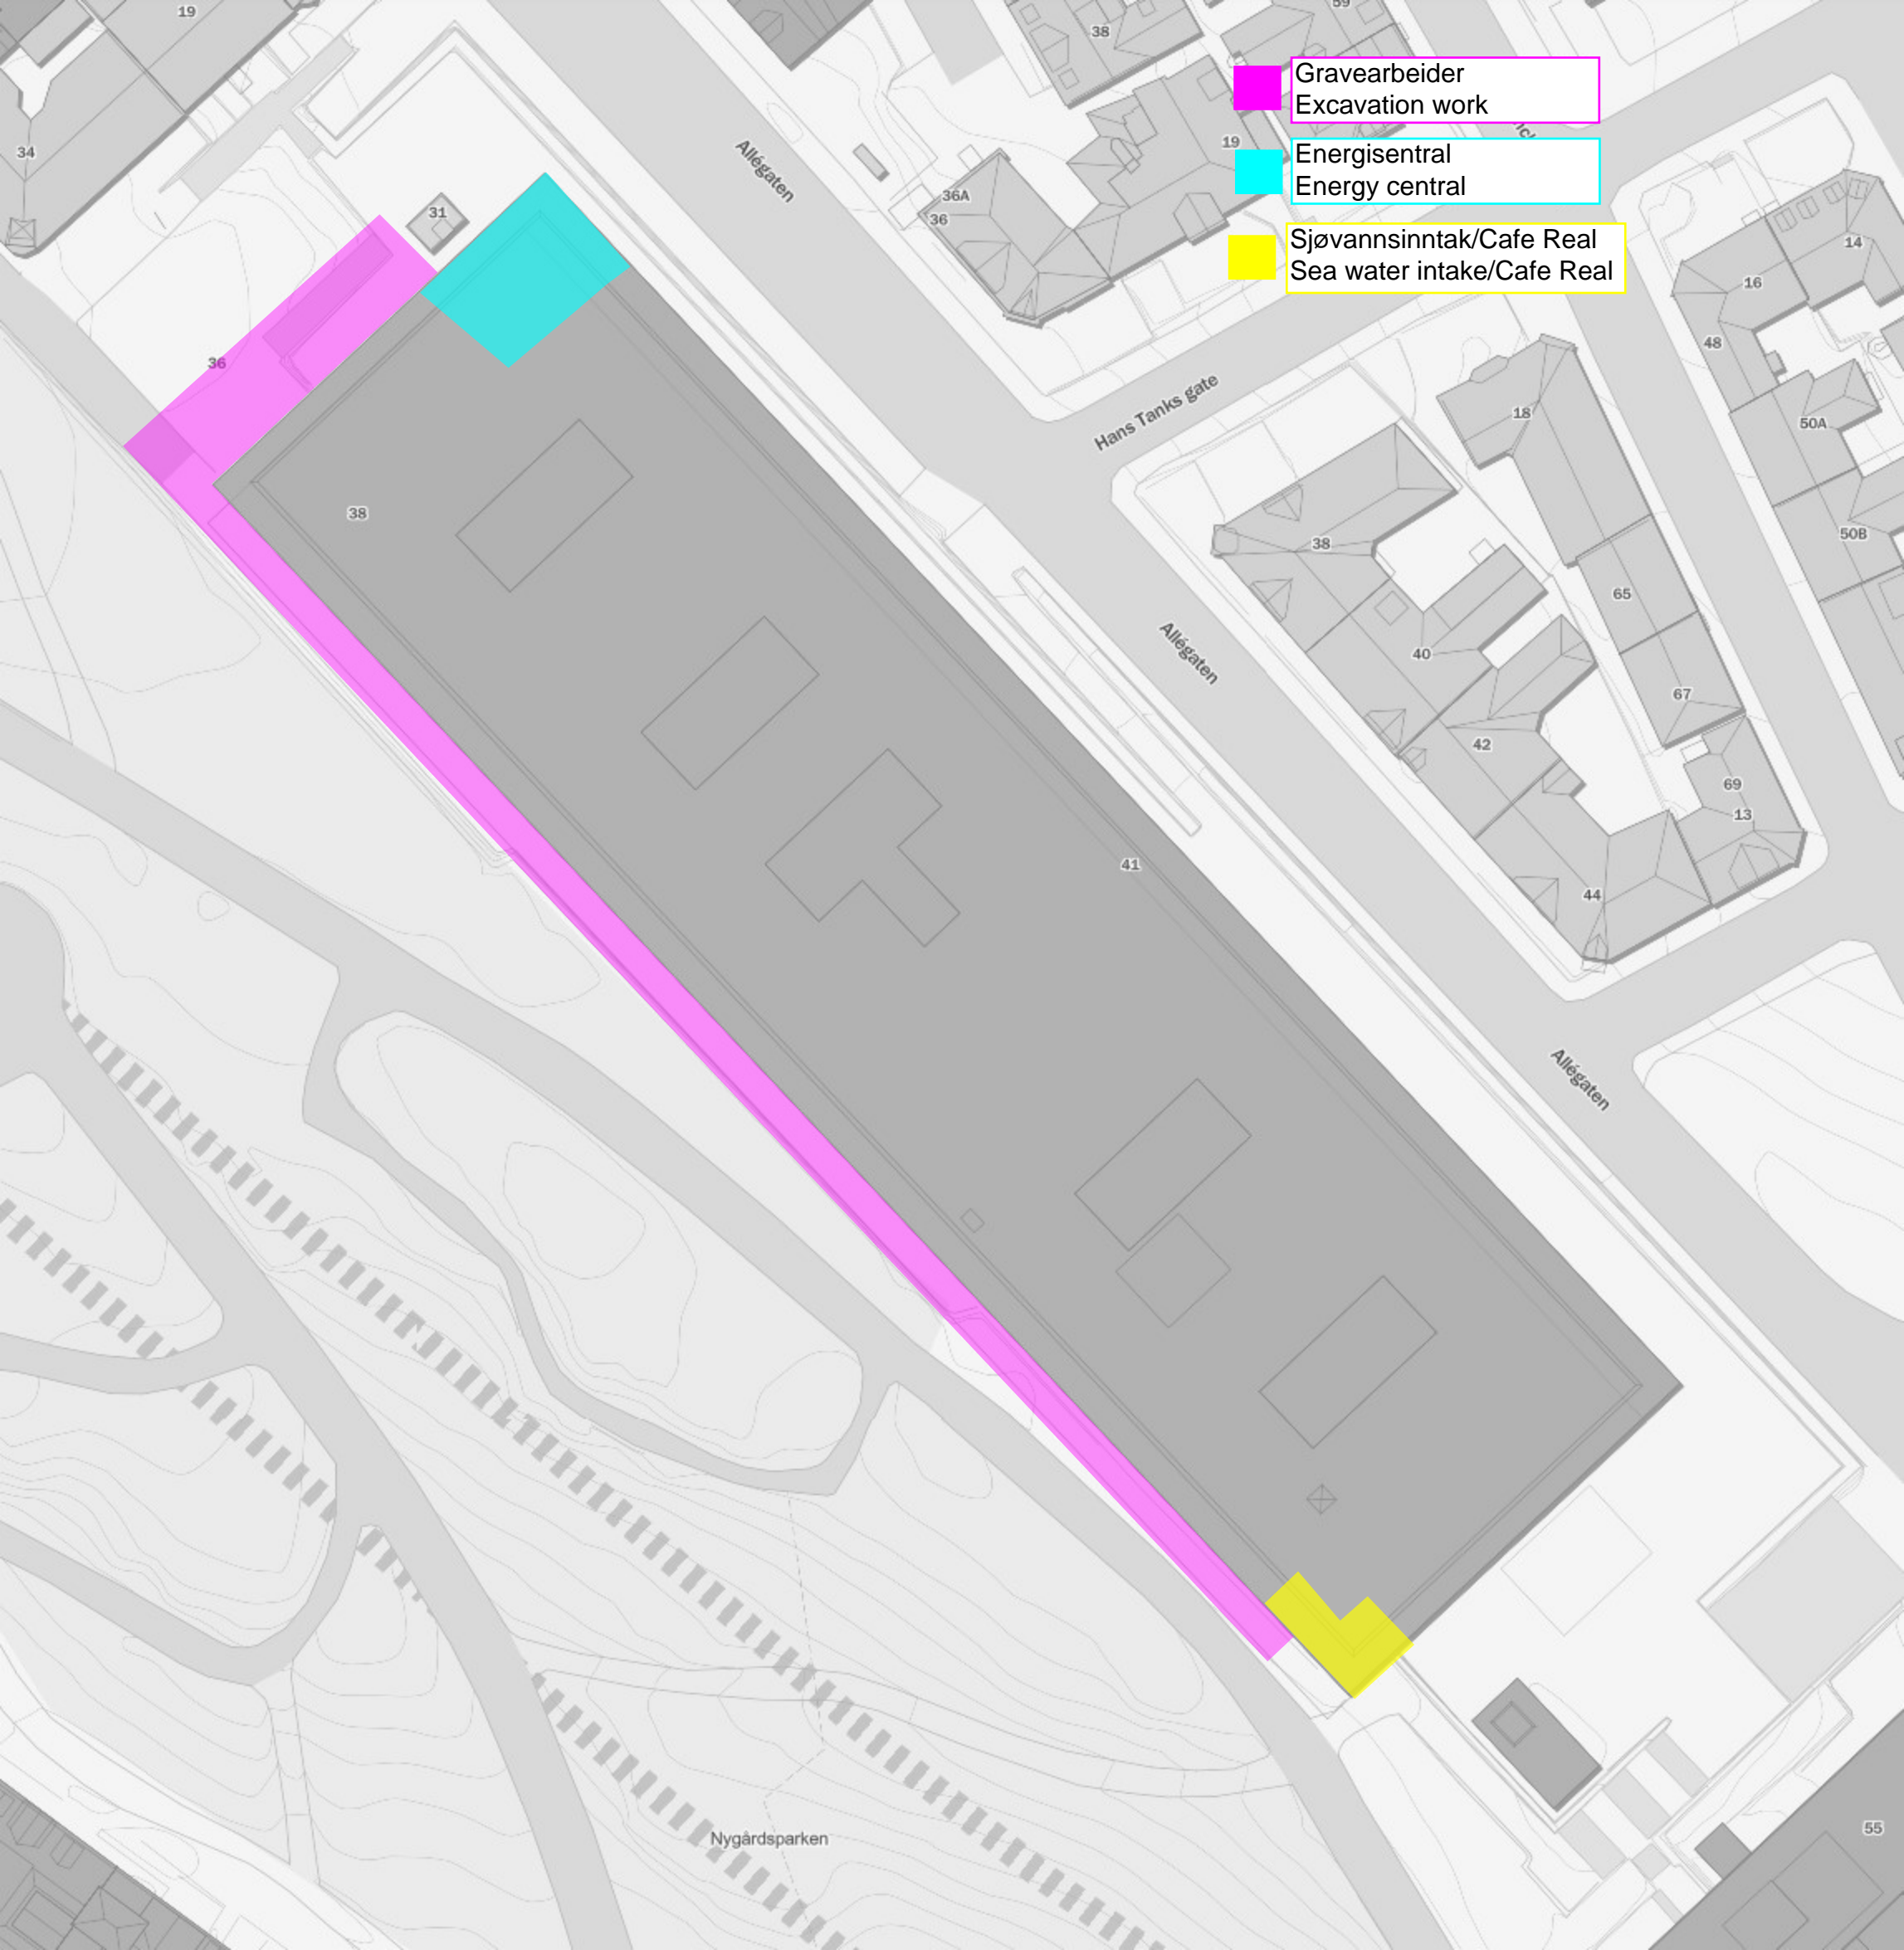 19
38
59
Gravearbeider
Excavation work
34
Allégaten
19
Energisentral
Energy central
36A
36
31
Sjøvannsinntak/Cafe Real
Sea water intake/Cafe Real
14
16
48
36
Hans Tanks gate
18
50A
38
38
50B
65
40
Allégaten
67
42
69
13
41
44
Allégaten
Nygårdsparken
55